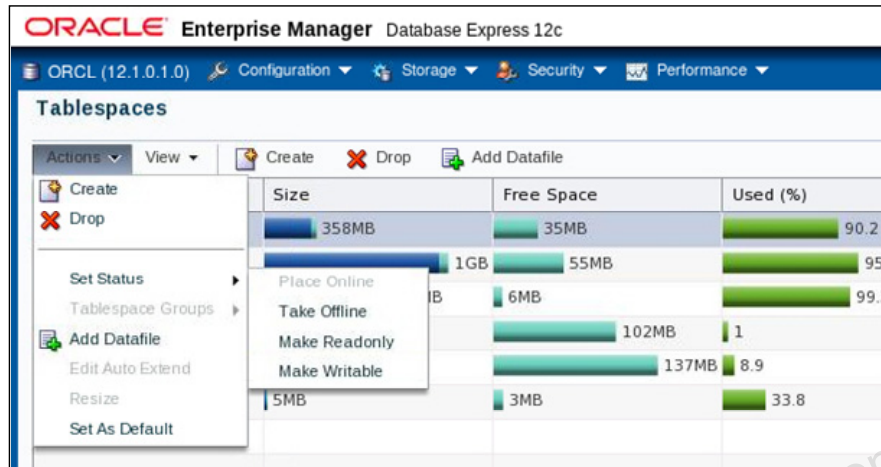 ORACLE Enterprise Manager Database Express 12c
ORCL (12.1.0.1.0) Configuration Storage Security Performance
Tablespaces
Actions View Create Drop Add Datafile
Create
Drop
Set Status
Tablespace Groups
Add Datafile
Edit Auto Extend
Resize
Set As Default
Place Online
Take Offline
Make Readonly
Make Writable
Size Free Space Used (%)
358MB 35MB 90.2
1GB 55MB 95
B 6MB 99.
102MB 1
137MB 8.9
5MB 3MB 33.8